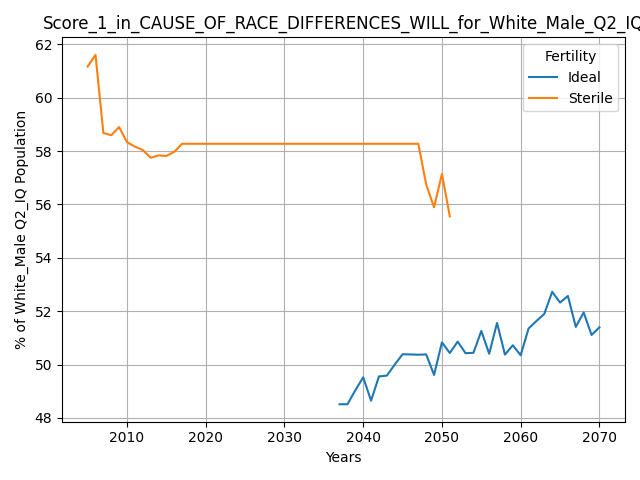 Score_1_in_CAUSE_OF_RACE_DIFFERENCES_WILL_for_White_Male_Q2_IQ
% of White_Male Q2_IQ Population
62
60
58
56
54
52
50
48
Fertility
Ideal
Sterile
2010 2020 2030 2040 2050 2060 2070
Years